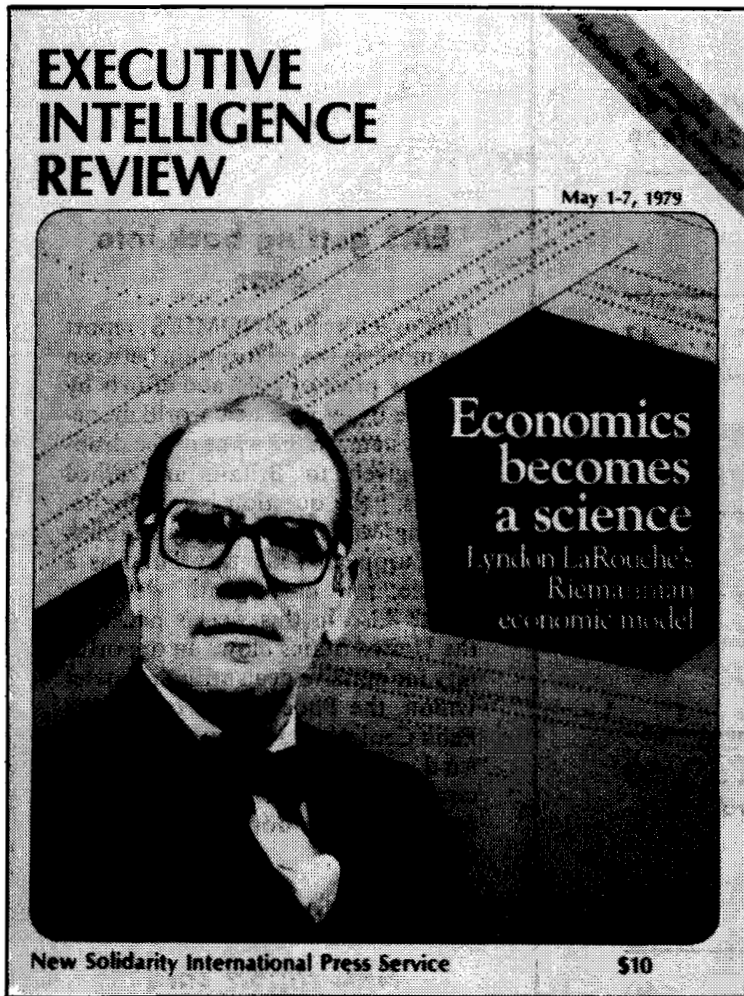 EXECUTIVE
INTELLIGENCE
REVIEW
May 1-7, 1979
Economics
becomes
a science
Lyndon LaRouche's
Riemannian
economic model
New Solidarity International Press Service
$10